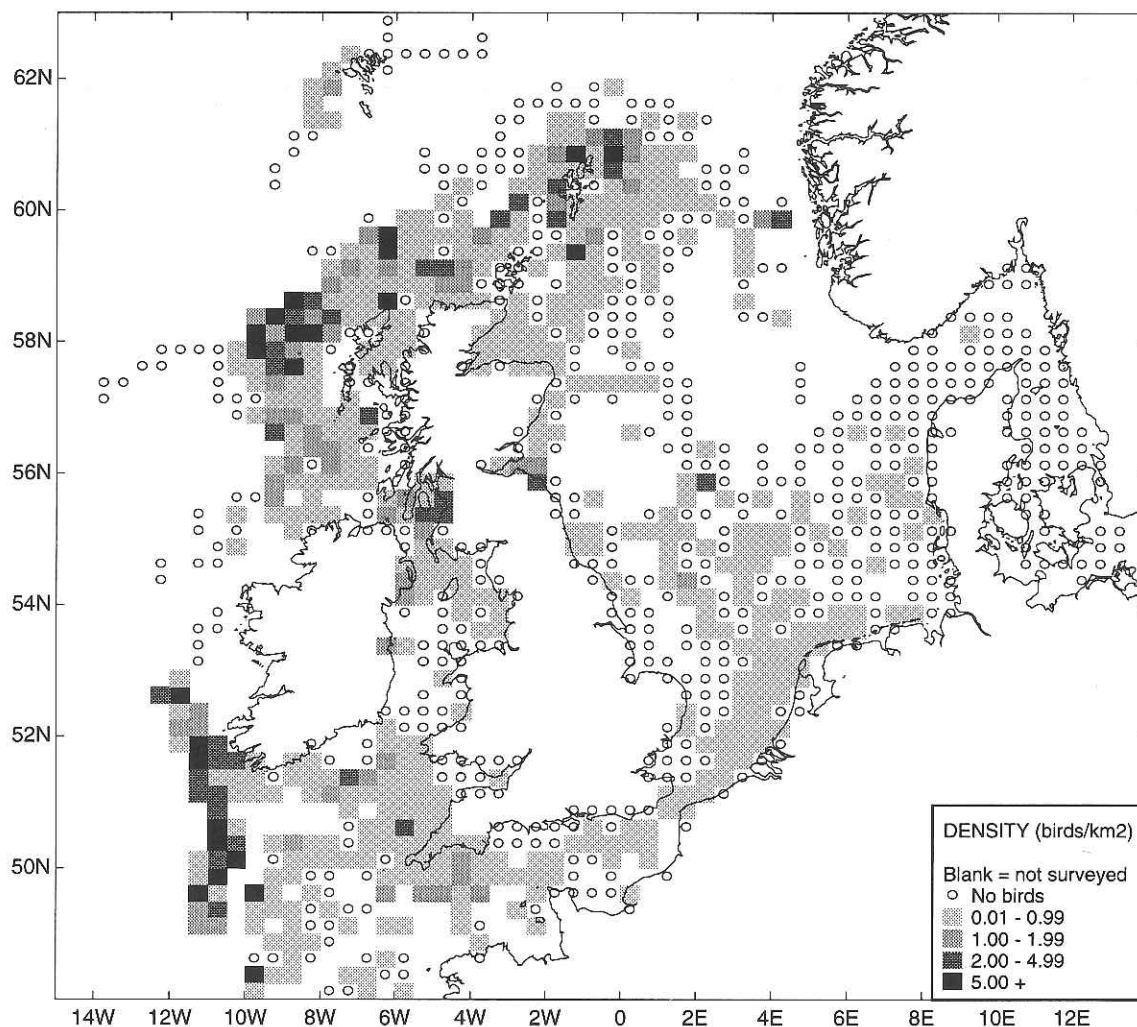 62N
60N
58N
56N
54N
52N
50N
DENSITY (birds/km2)
Blank = not surveyed
No birds
0.01 - 0.99
1.00 - 1.99
2.00 - 4.99
5.00 +
14W 12W 10W 8W 6W 4W 2W 0 2E 4E 6E 8E 10E 12E